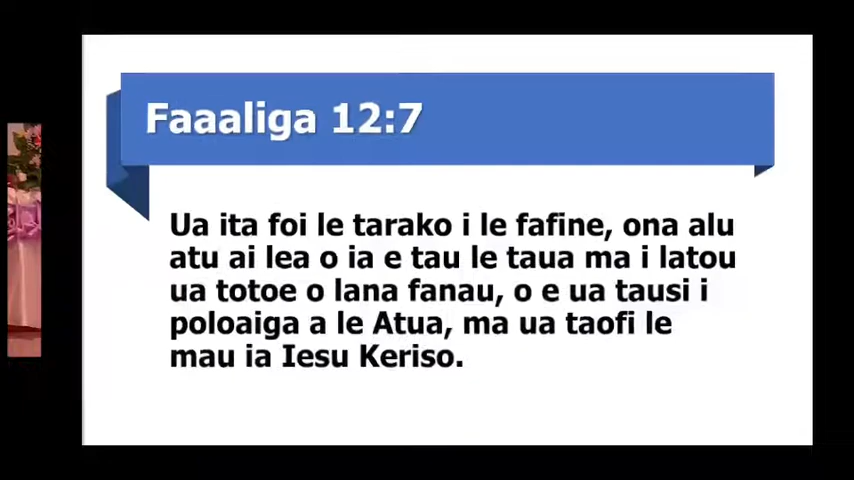 Faaaliga 12:7
Ua ita foi le tarako i le fafine, ona alu
atu ai lea o ia e tau le taua ma i latou
ua totoe o lana fanau, o e ua tausi i
poloaiga a le Atua, ma ua taofi le
mau ia Iesu Keriso.